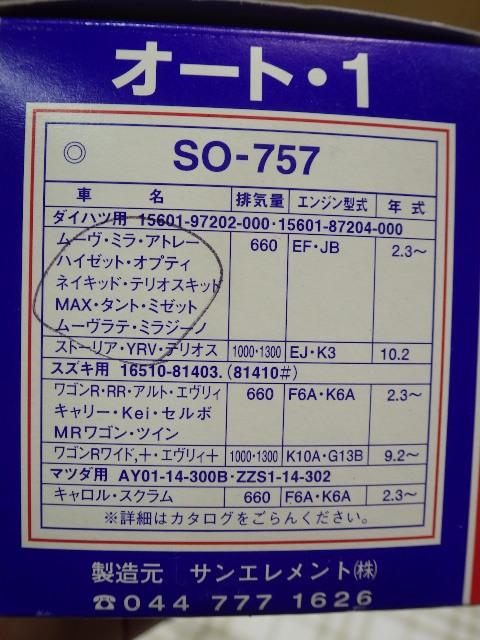 オート・1
◎ SO-757
車 名 排気量 エンジン型式 年 式
ダイハツ用 15601-97202-000・15601-87204-000
ムーヴ・ミラ・アトレー 660 EF・JB 2.3〜
ハイゼット・オプティ
ネイキッド・テリオスキッド
MAX・タント・ミゼット
ムーヴラテ・ミラジーノ
ストーリア・YRV・テリオス 1000・1300 EJ・K3 10.2
スズキ用 16510-81403.(81410#)
ワゴンR・RR・アルト・エヴリィ 660 F6A・K6A 2.3〜
キャリー・Kei・セルボ
MRワゴン・ツイン
ワゴンRワイド,+・エヴリィ+ 1000・1300 K10A・G13B 9.2〜
マツダ用 AY01-14-300B・ZZS1-14-302
キャロル・スクラム 660 F6A・K6A 2.3〜
※詳細はカタログをごらんください。
製造元 サンエレメント㈱
☎044 777 1626